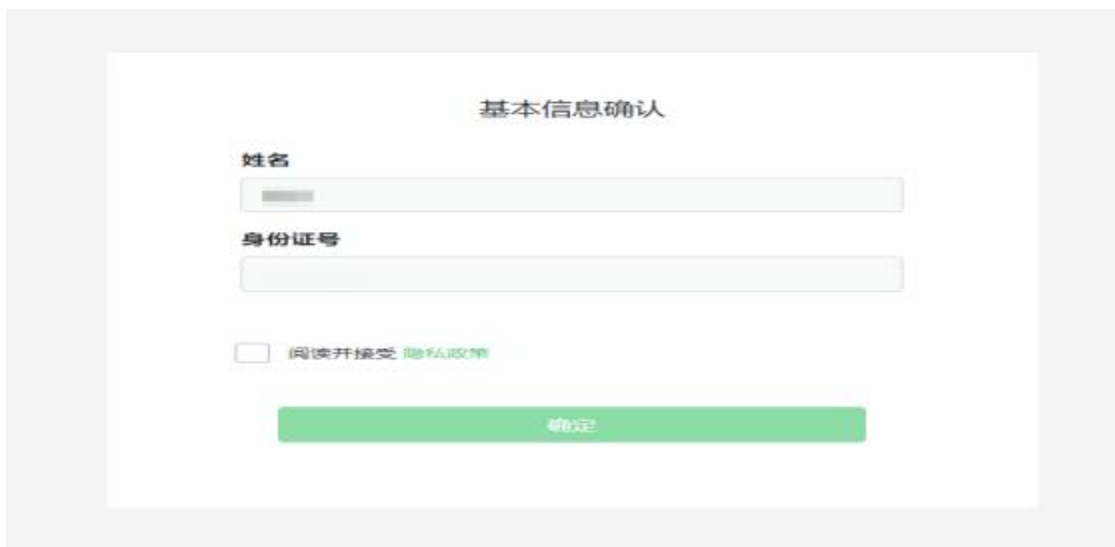 基本信息确认
姓名
身份证号
阅读并接受 隐私政策
确定